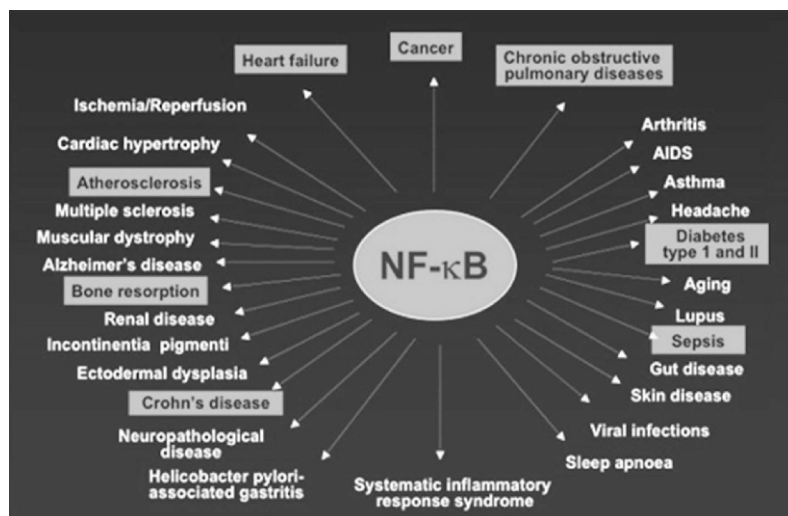 Heart failure
Cancer
Chronic obstructive
pulmonary diseases
Ischemia/Reperfusion
Cardiac hypertrophy
Atherosclerosis
Multiple sclerosis
Muscular dystrophy
Alzheimer's disease
Bone resorption
Renal disease
Incontinentia pigmenti
Ectodermal dysplasia
Crohn's disease
Neuropathological
disease
Helicobacter pylori-
associated gastritis
NF-κB
Arthritis
AIDS
Asthma
Headache
Diabetes
type 1 and II
Aging
Lupus
Sepsis
Gut disease
Skin disease
Viral infections
Sleep apnoea
Systematic inflammatory
response syndrome